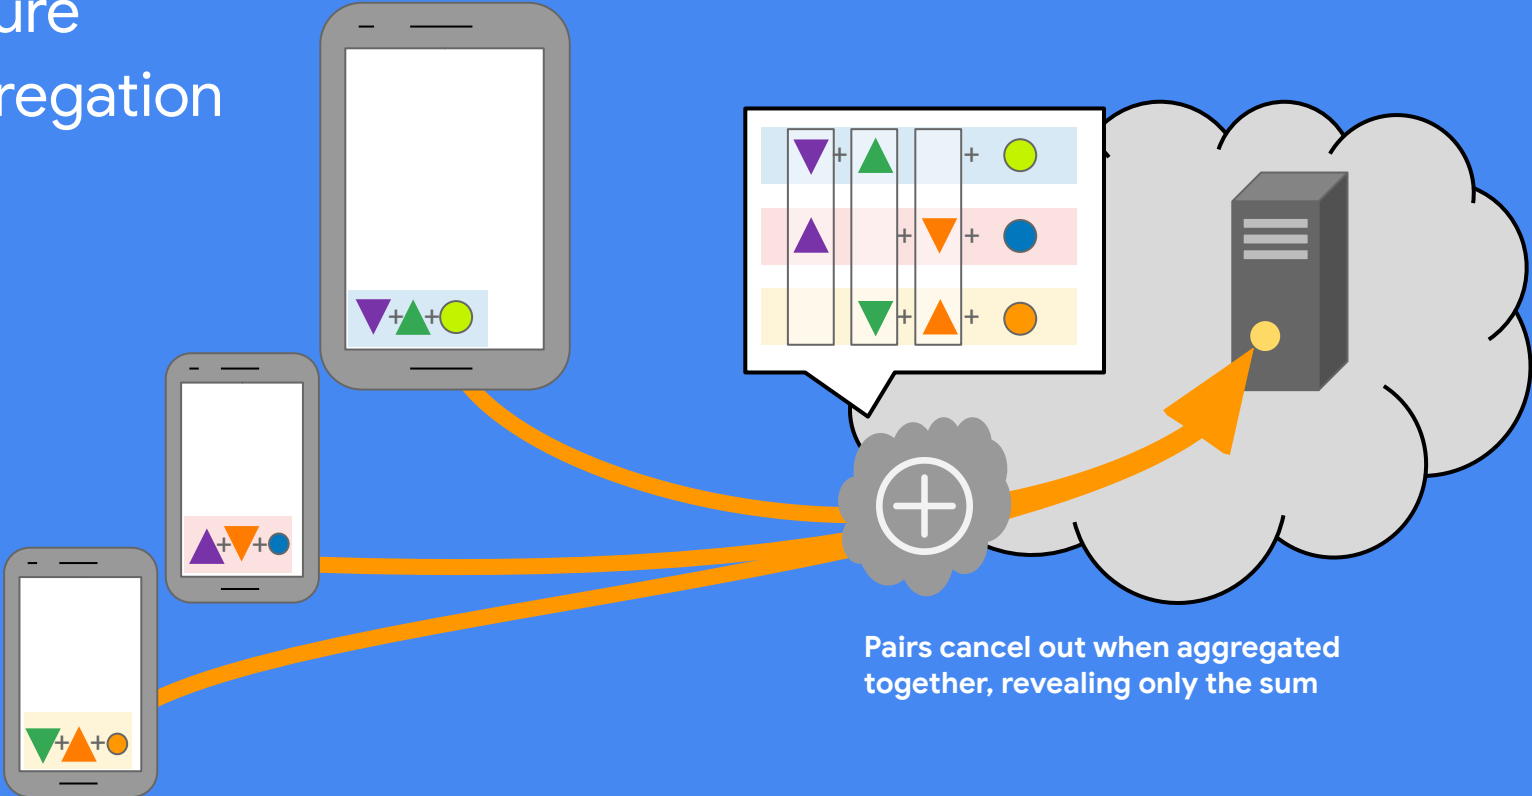 ure
regation
Pairs cancel out when aggregated
together, revealing only the sum